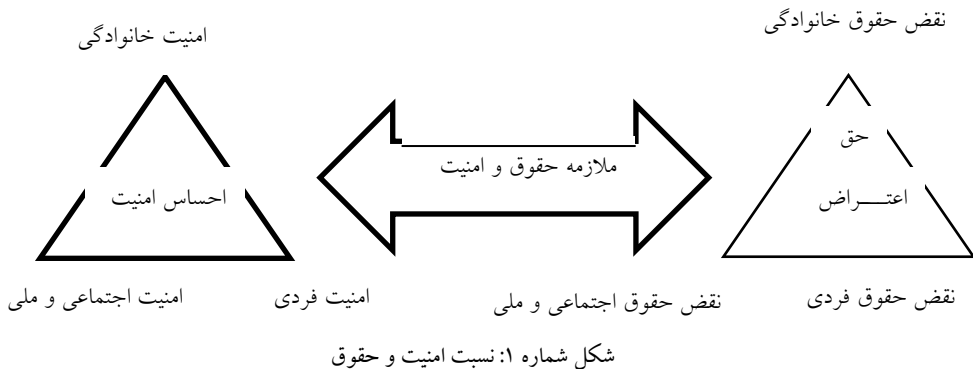 نقض حقوق خانوادگی
امنیت خانوادگی
حق
اعتـــراض
ملازمه حقوق و امنیت
احساس امنیت
نقض حقوق فردی
نقض حقوق اجتماعی و ملی
امنیت فردی
امنیت اجتماعی و ملی
شکل شماره ۱: نسبت امنیت و حقوق